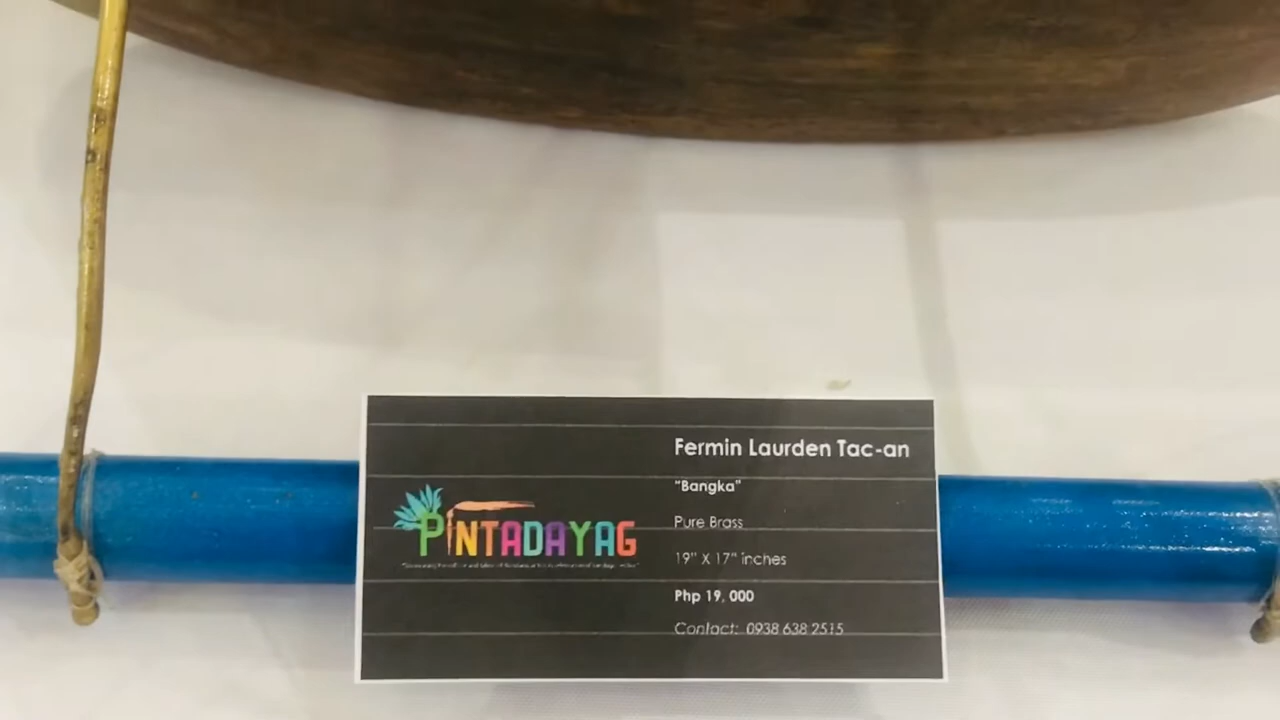 Fermin Laurden Tac-an
"Bangka"
Pure Brass
19" X 17" inches
Php 19, 000
Contact: 0938 638 2515
PINTADAYAG